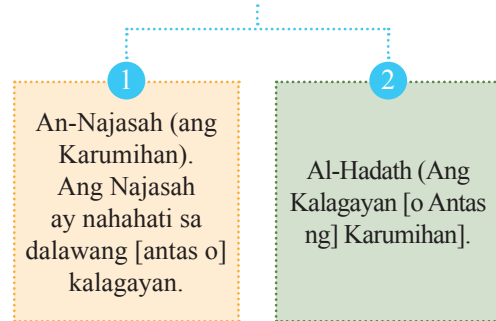 1
An-Najasah (ang
Karumihan).
Ang Najasah
ay nahahati sa
dalawang [antas o]
kalagayan.
2
Al-Hadath (Ang
Kalagayan [o Antas
ng] Karumihan].